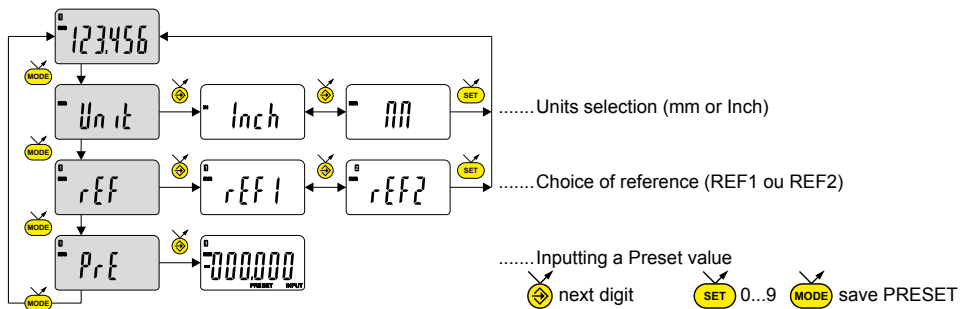 123.456
MODE
Unit Inch MM SET .......Units selection (mm or Inch)
MODE
rEF rEF1 rEF2 SET .......Choice of reference (REF1 ou REF2)
MODE
PrE -000.000 .......Inputting a Preset value
PRESET INPUT
MODE next digit SET 0...9 MODE save PRESET